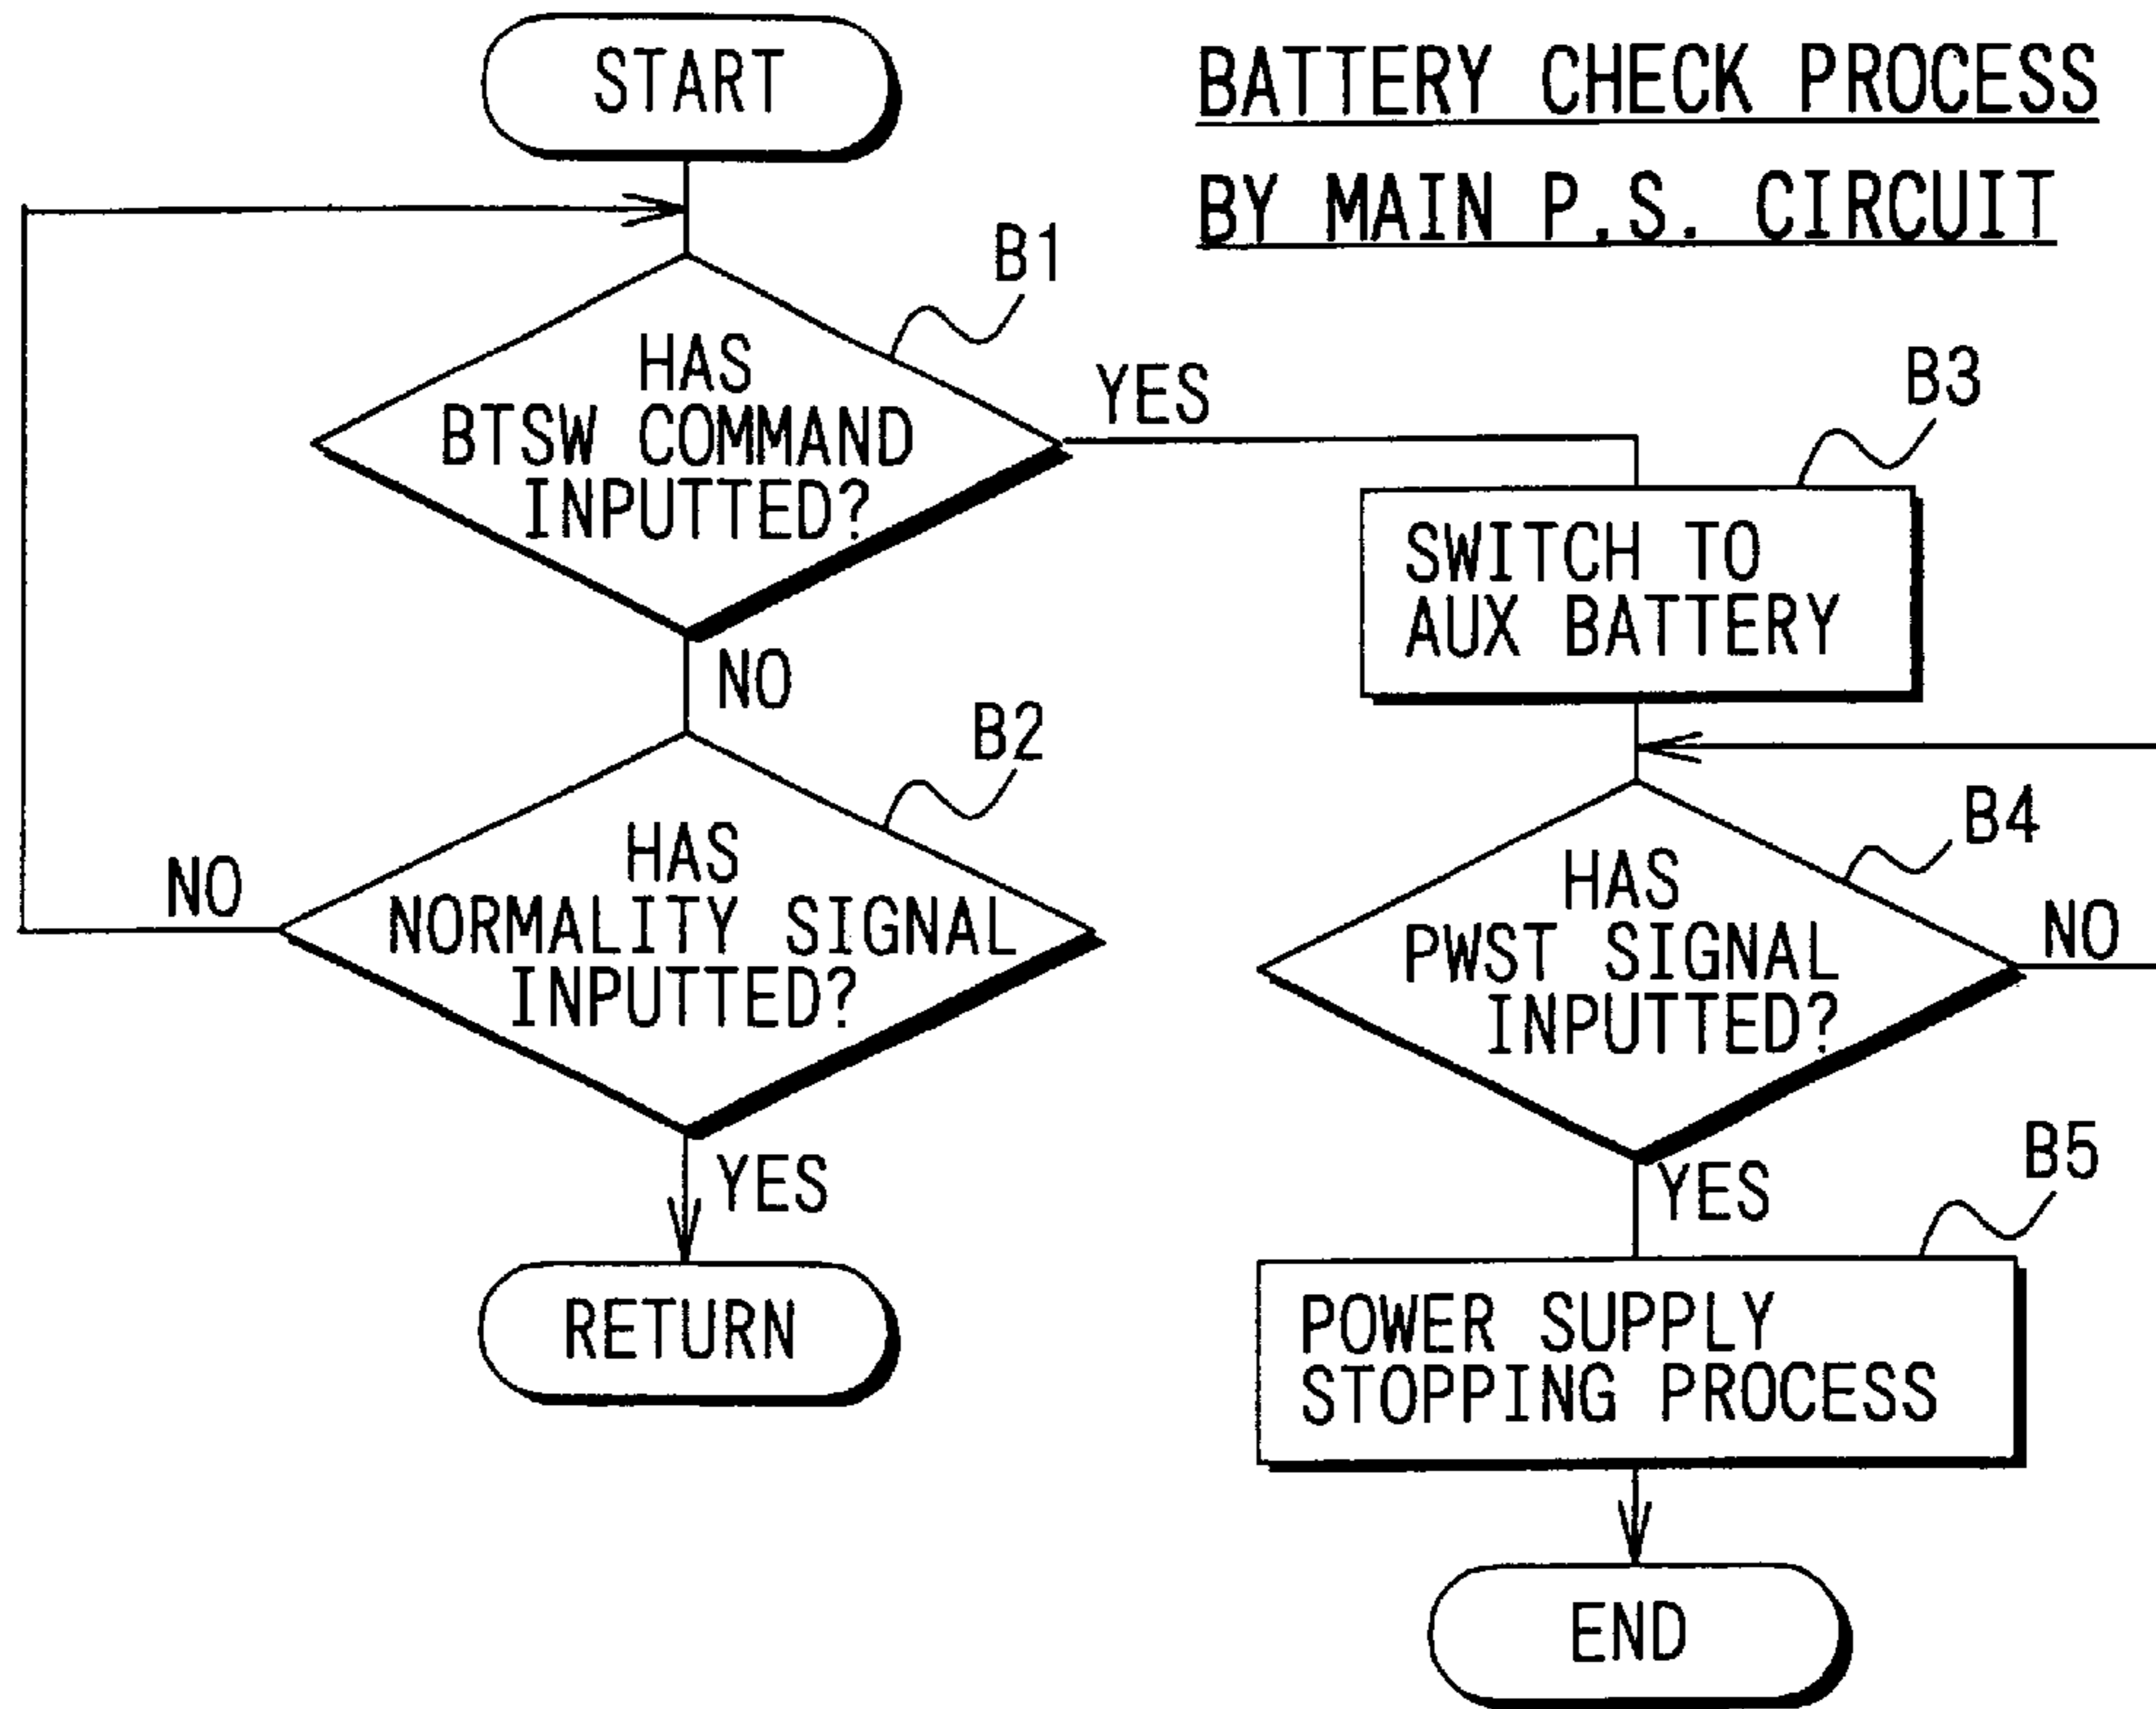 BATTERY CHECK PROCESS
BY MAIN P.S. CIRCUIT
START
B1
HAS
BTSW COMMAND
INPUTTED?
YES
NO
B2
HAS
NORMALITY SIGNAL
INPUTTED?
NO
YES
RETURN
B3
SWITCH TO
AUX BATTERY
B4
HAS
PWST SIGNAL
INPUTTED?
NO
YES
B5
POWER SUPPLY
STOPPING PROCESS
END